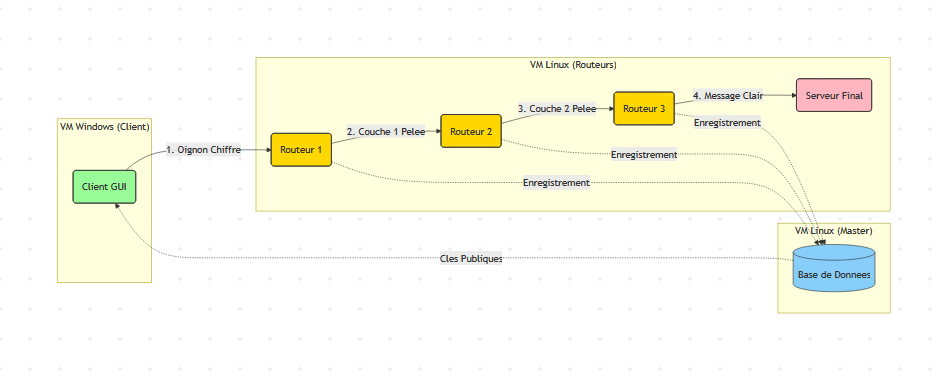 VM Linux (Routeurs)
4. Message Clair
Serveur Final
3. Couche 2 Pelee
Routeur 3
Enregistrement
VM Windows (Client)
2. Couche 1 Pelee
Routeur 2
1. Oignon Chiffre
Routeur 1
Enregistrement
Client GUI
Enregistrement
VM Linux (Master)
Cles Publiques
Base de Donnees